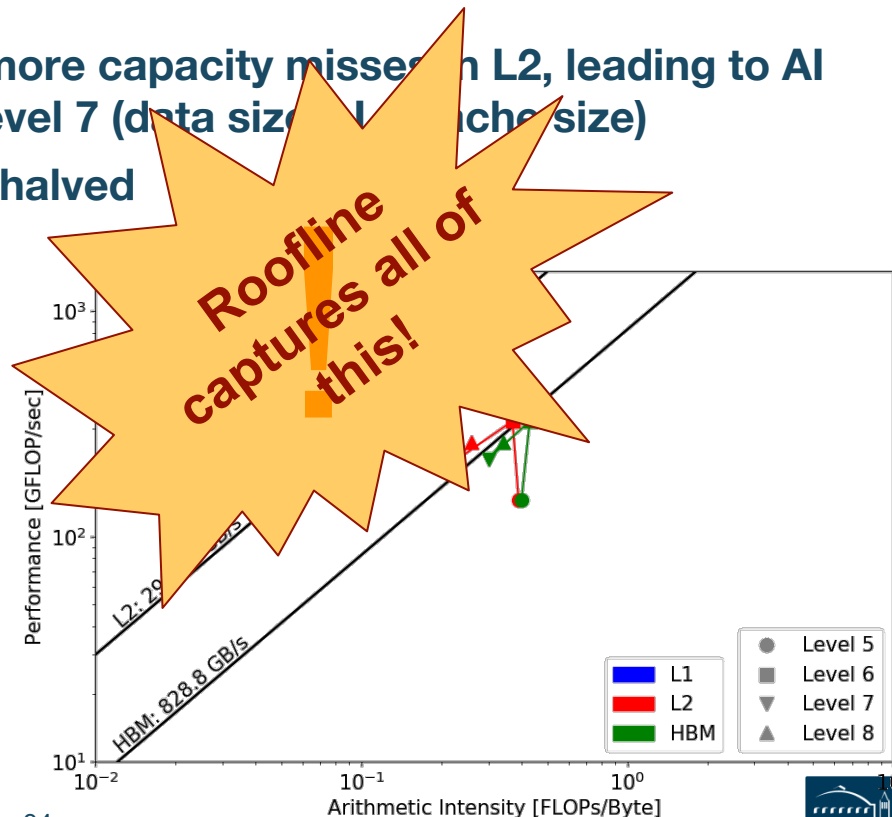 more capacity misses in L2, leading to AI
level 7 (data size cache size)
halved
Roofline
captures all of
this!
!
10³
10²
10¹
Performance [GFLOP/sec]
L2: 29 B/s
HBM: 828.8 GB/s
L1
L2
HBM
Level 5
Level 6
Level 7
Level 8
10⁻²
10⁻¹
10⁰
Arithmetic Intensity [FLOPs/Byte]